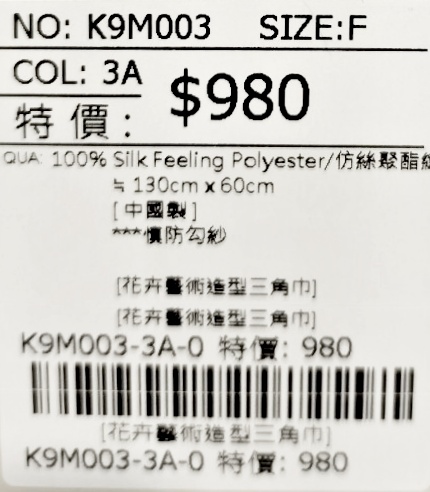 NO: K9M003 SIZE:F
COL: 3A
特價: $980
QUA: 100% Silk Feeling Polyester/仿絲聚酯
≒ 130cm x 60cm
[中國製]
***慎防勾紗
[花卉藝術造型三角巾]
[花卉藝術造型三角巾]
K9M003-3A-0 特價: 980
[花卉藝術造型三角巾]
K9M003-3A-0 特價: 980